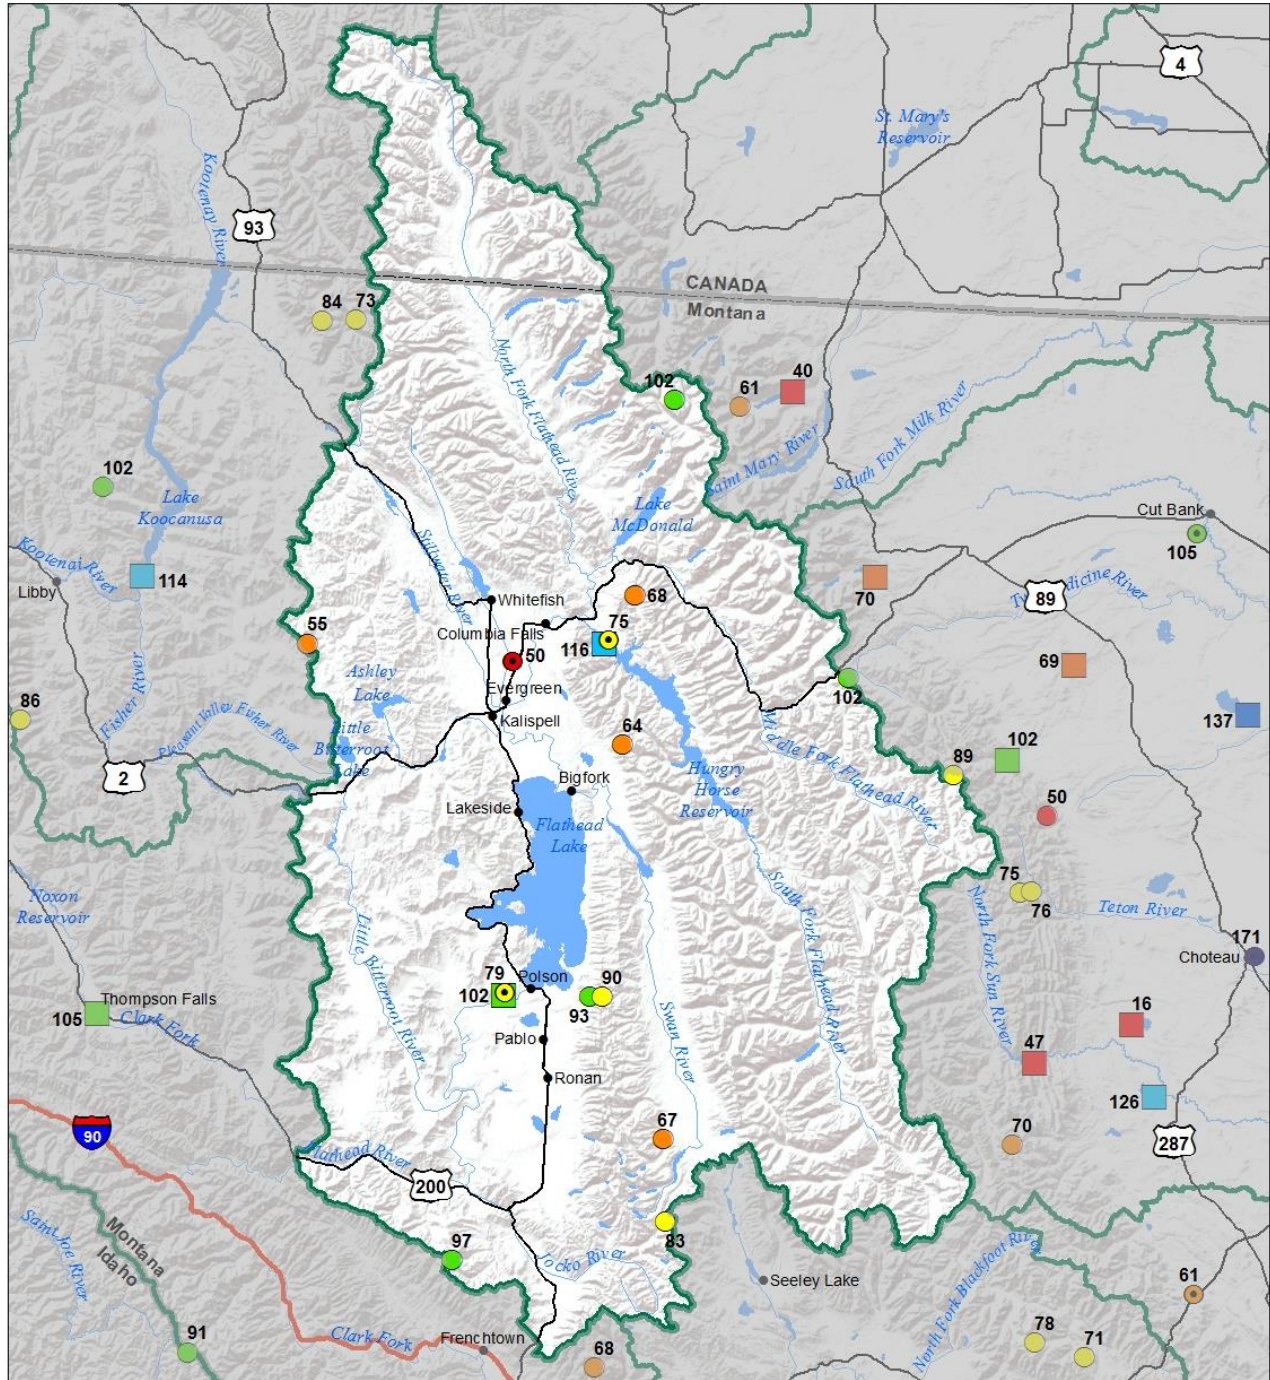 4
St. Mary's
Reservoir
Kootenay River
93
CANADA
Montana
84
73
North Fork Flathead River
102
61
40
Saint Mary River
South Fork Milk River
102
Lake
Koocanusa
Lake
McDonald
Cut Bank
105
Kootenai River
114
Libby
Stillwater River
Whitefish
68
70
89
Two Medicine River
Columbia Falls
75
116
55
50
69
Fisher River
Ashley
Lake
Evergreen
102
86
Pleasant Valley Fisher River
Little
Bitterroot
Lake
Kalispell
64
Middle Fork Flathead River
137
2
89
102
Bigfork
Hungry
Horse
Reservoir
50
Lakeside
Flathead
Lake
75
76
Noxon
Reservoir
Little Bitterroot River
South Fork Flathead River
North Fork Sun River
Teton River
171
Choteau
79
102
Polson
90
93
Swan River
Thompson Falls
105
Clark Fork
16
Pablo
47
Ronan
126
90
67
70
287
Flathead River
200
Saint Joe River
Montana
Idaho
97
Jocko River
83
Seeley Lake
North Fork Blackfoot River
61
91
Clark Fork
Frenchtown
68
78
71